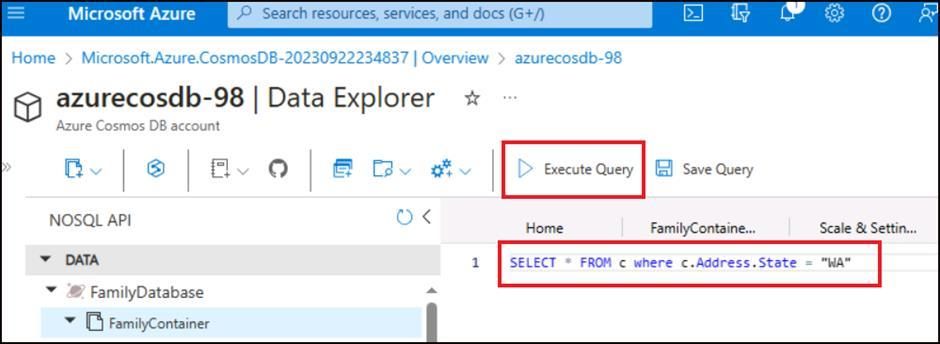 Microsoft Azure
Search resources, services, and docs (G+/)
1
Home > Microsoft.Azure.CosmosDB-20230922234837 | Overview > azurecosdb-98
azurecosdb-98 | Data Explorer
Azure Cosmos DB account
Execute Query
Save Query
NOSQL API
Home
FamilyContaine...
Scale & Settin...
DATA
1 SELECT * FROM c where c.Address.State = "WA"
FamilyDatabase
FamilyContainer